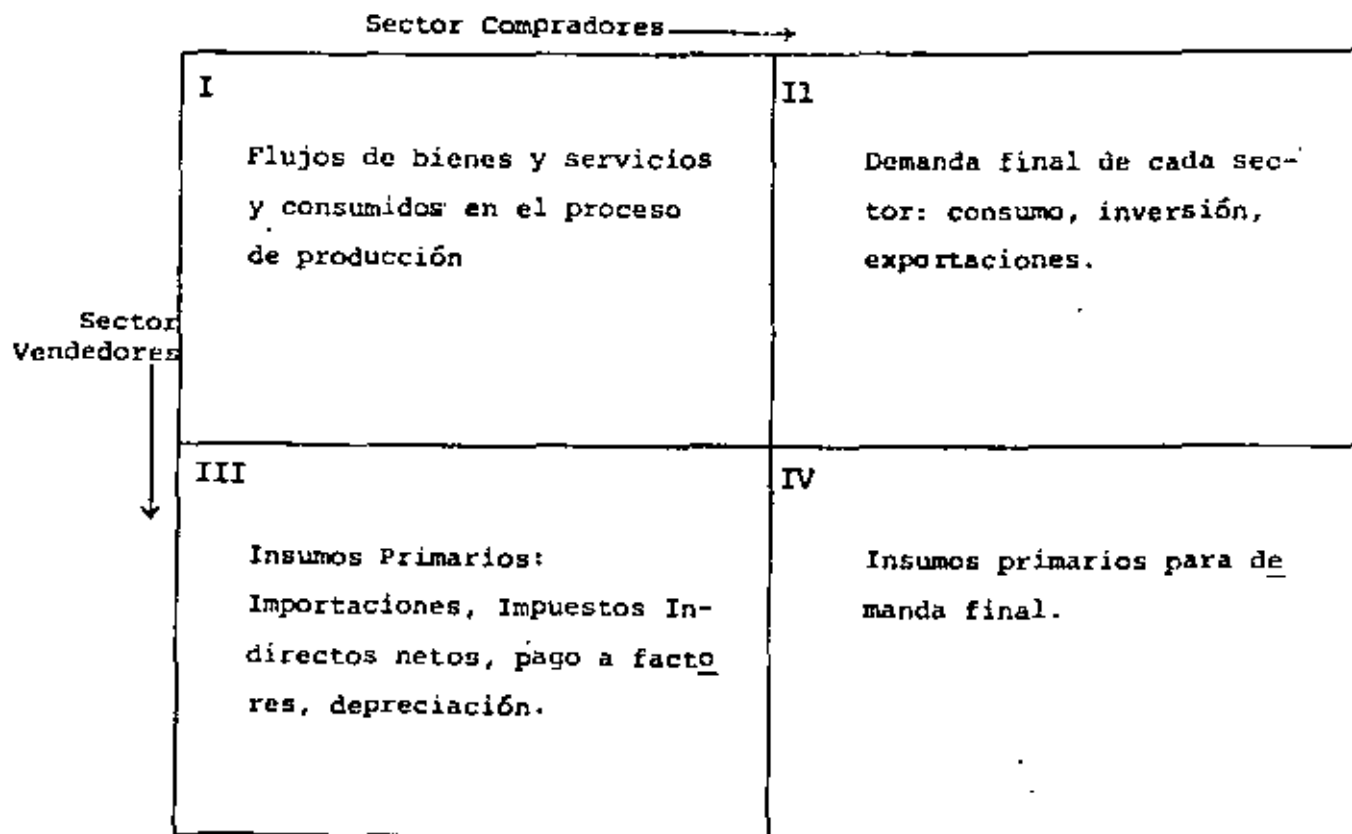 Sector Compradores
I
Flujos de bienes y servicios
y consumidos en el proceso
de producción
Il
Demanda final de cada sec-
tor: consumo, inversión,
exportaciones.
Sector
Vendedores
III
Insumos Primarios:
Importaciones, Impuestos In-
directos netos, pago a facto
res, depreciación.
IV
Insumos primarios para de
manda final.